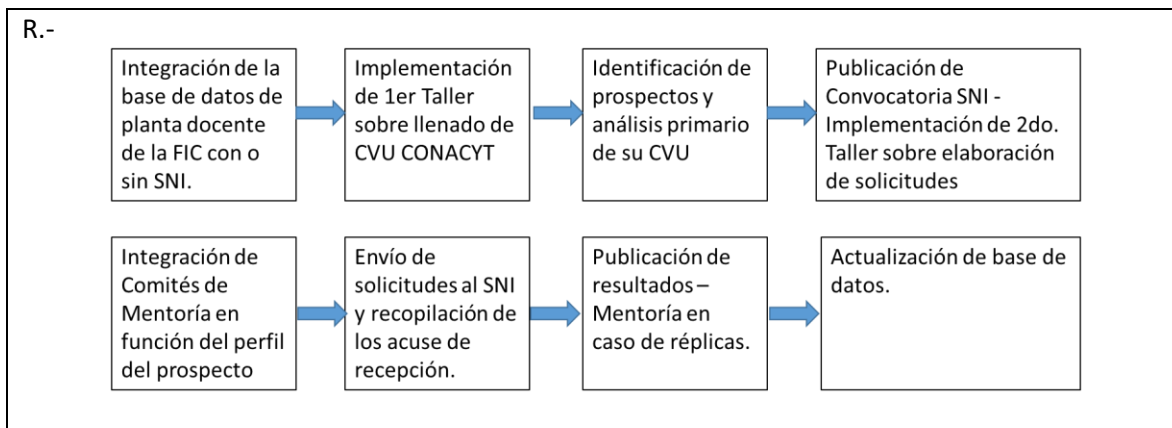 R.-
Integración de la
base de datos de
planta docente
de la FIC con o
sin SNI.
Implementación
de 1er Taller
sobre llenado de
CVU CONACYT
Identificación de
prospectos y
análisis primario
de su CVU
Publicación de
Convocatoria SNI -
Implementación de 2do.
Taller sobre elaboración
de solicitudes
Integración de
Comités de
Mentoría en
función del perfil
del prospecto
Envío de
solicitudes al SNI
y recopilación de
los acuse de
recepción.
Publicación de
resultados –
Mentoría en
caso de réplicas.
Actualización de base de
datos.